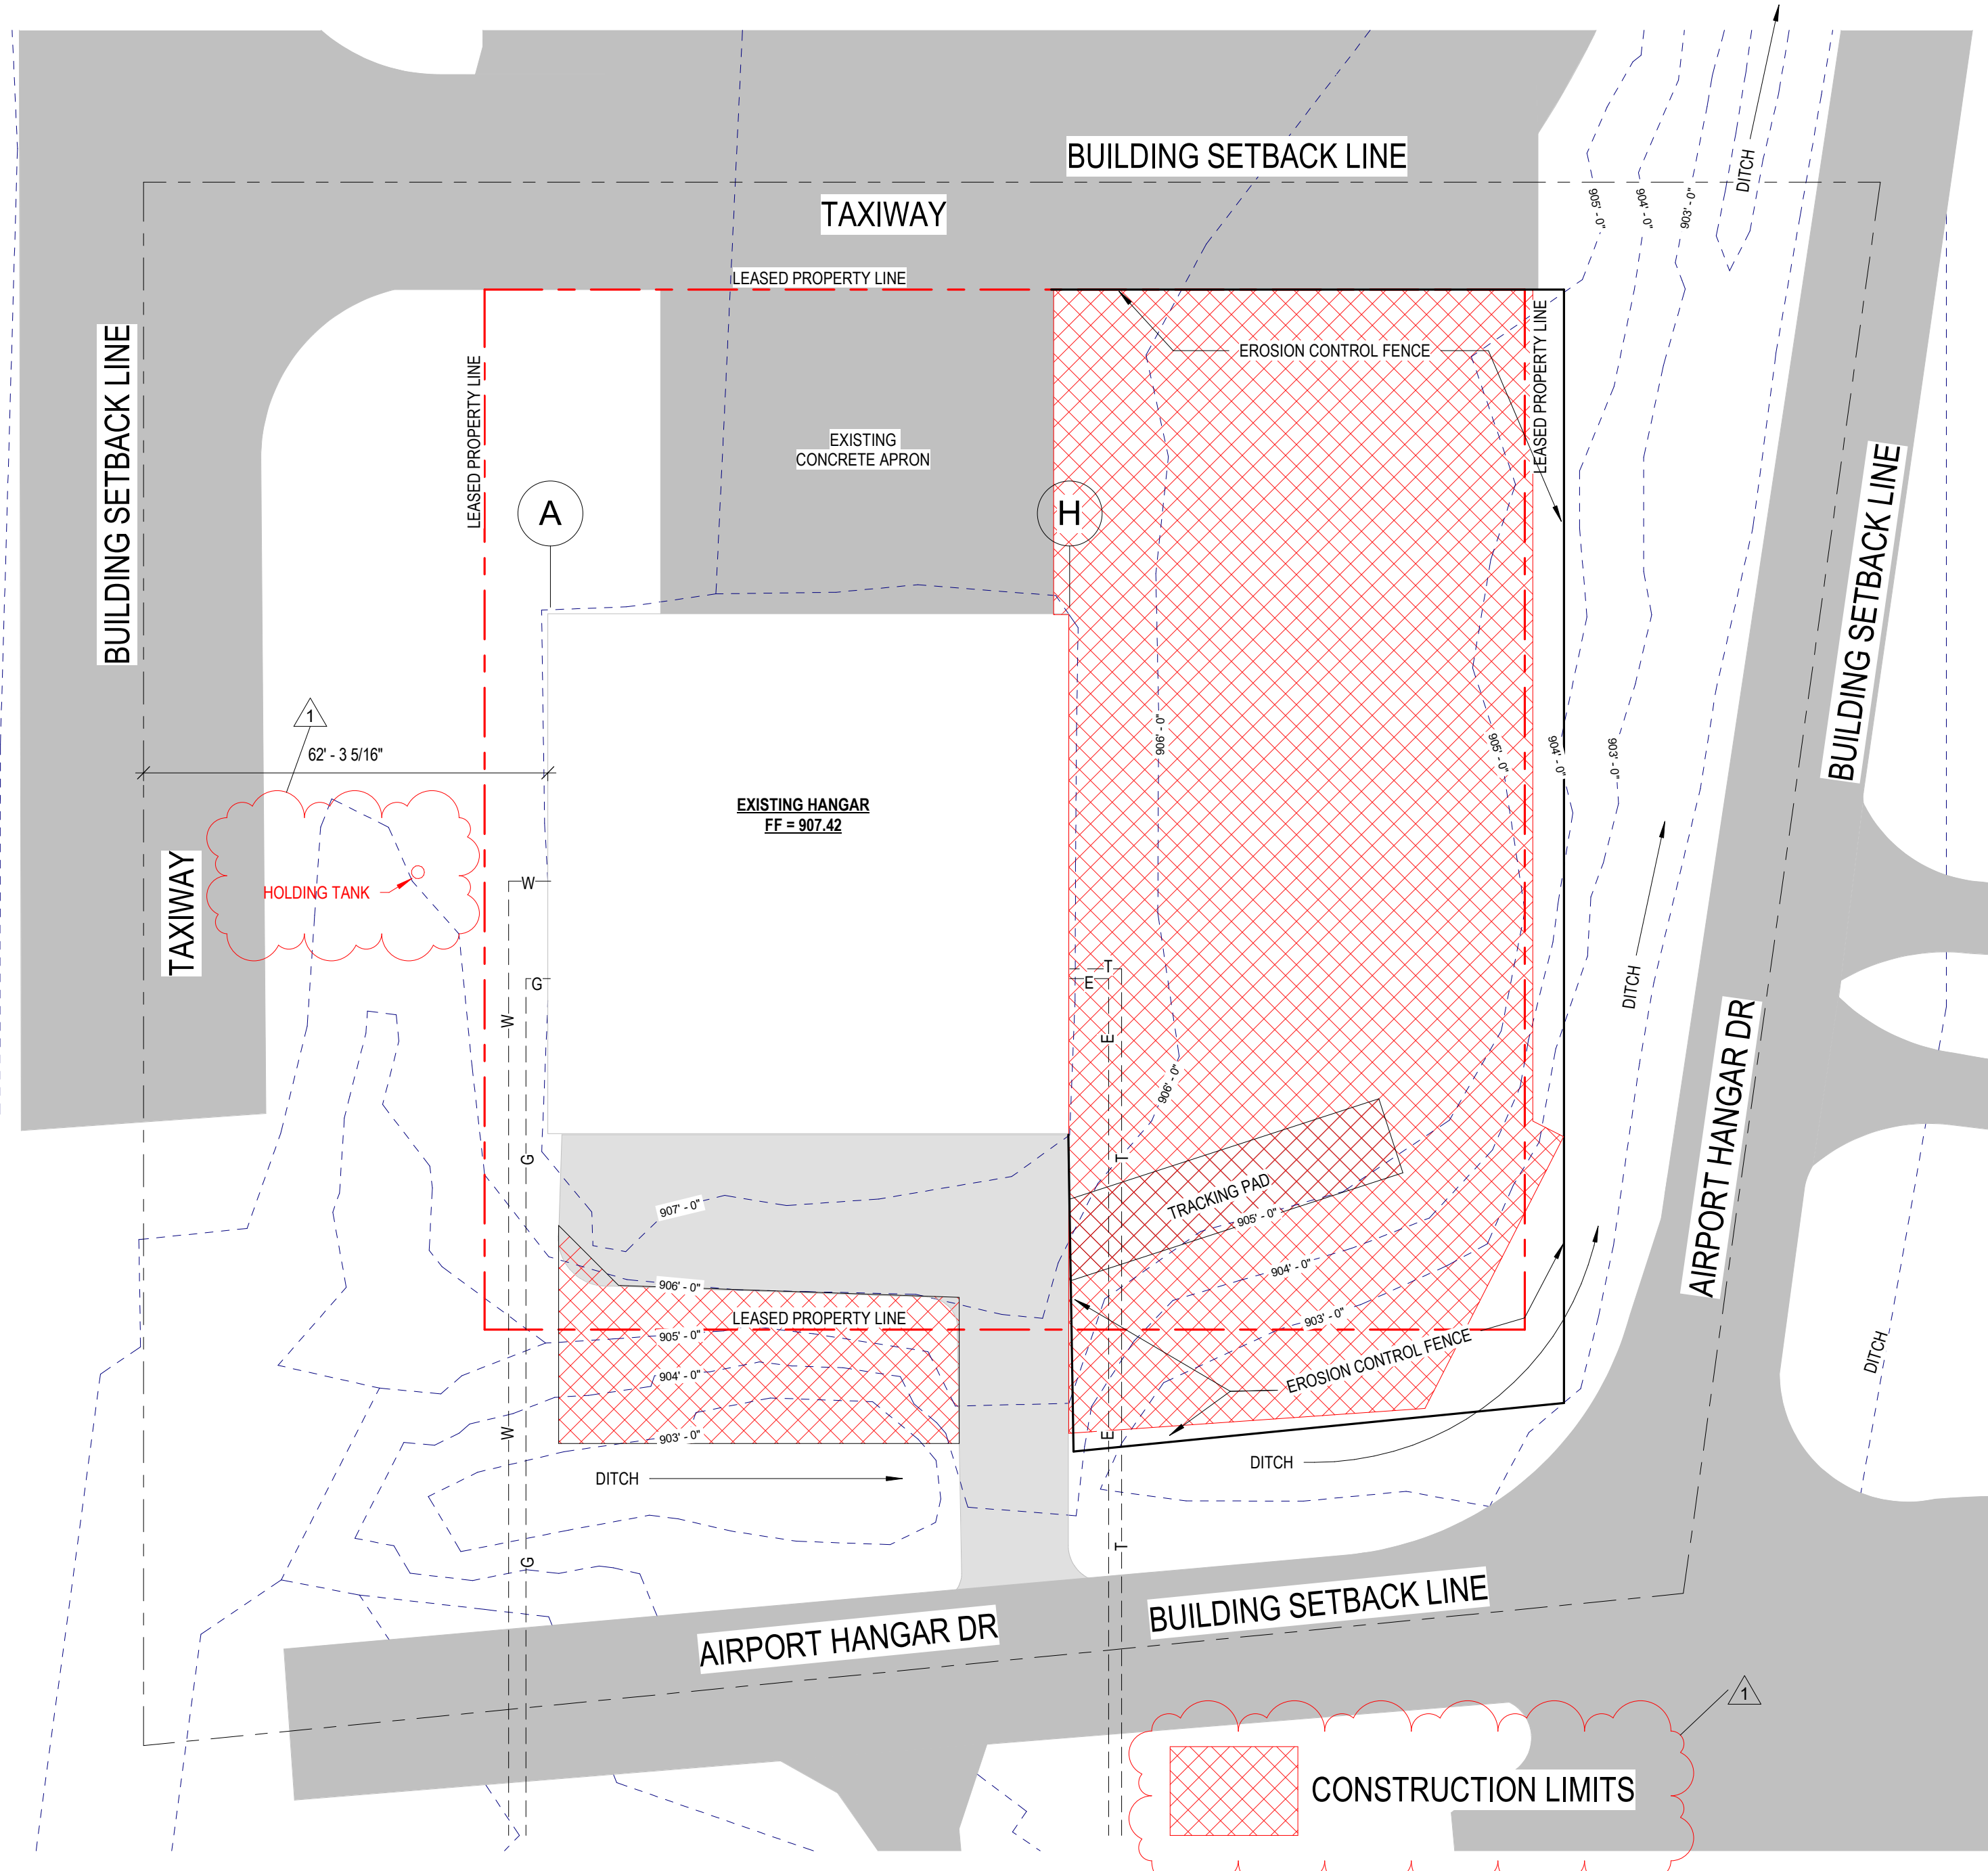 BUILDING SETBACK LINE
DITCH
TAXIWAY
905' - 0"
904' - 0"
903' - 0"
LEASED PROPERTY LINE
BUILDING SETBACK LINE
LEASED PROPERTY LINE
EROSION CONTROL FENCE
LEASED PROPERTY LINE
EXISTING
CONCRETE APRON
A
H
BUILDING SETBACK LINE
1
62' - 3 5/16"
906' - 0"
905' - 0"
904' - 0"
903' - 0"
EXISTING HANGAR
FF = 907.42
HOLDING TANK
TAXIWAY
W
G
T
E
W
E
DITCH
906' - 0"
AIRPORT HANGAR DR
G
T
TRACKING PAD
907' - 0"
905' - 0"
904' - 0"
906' - 0"
LEASED PROPERTY LINE
903' - 0"
905' - 0"
EROSION CONTROL FENCE
DITCH
904' - 0"
W
903' - 0"
E
DITCH
DITCH
G
T
AIRPORT HANGAR DR
BUILDING SETBACK LINE
1
CONSTRUCTION LIMITS